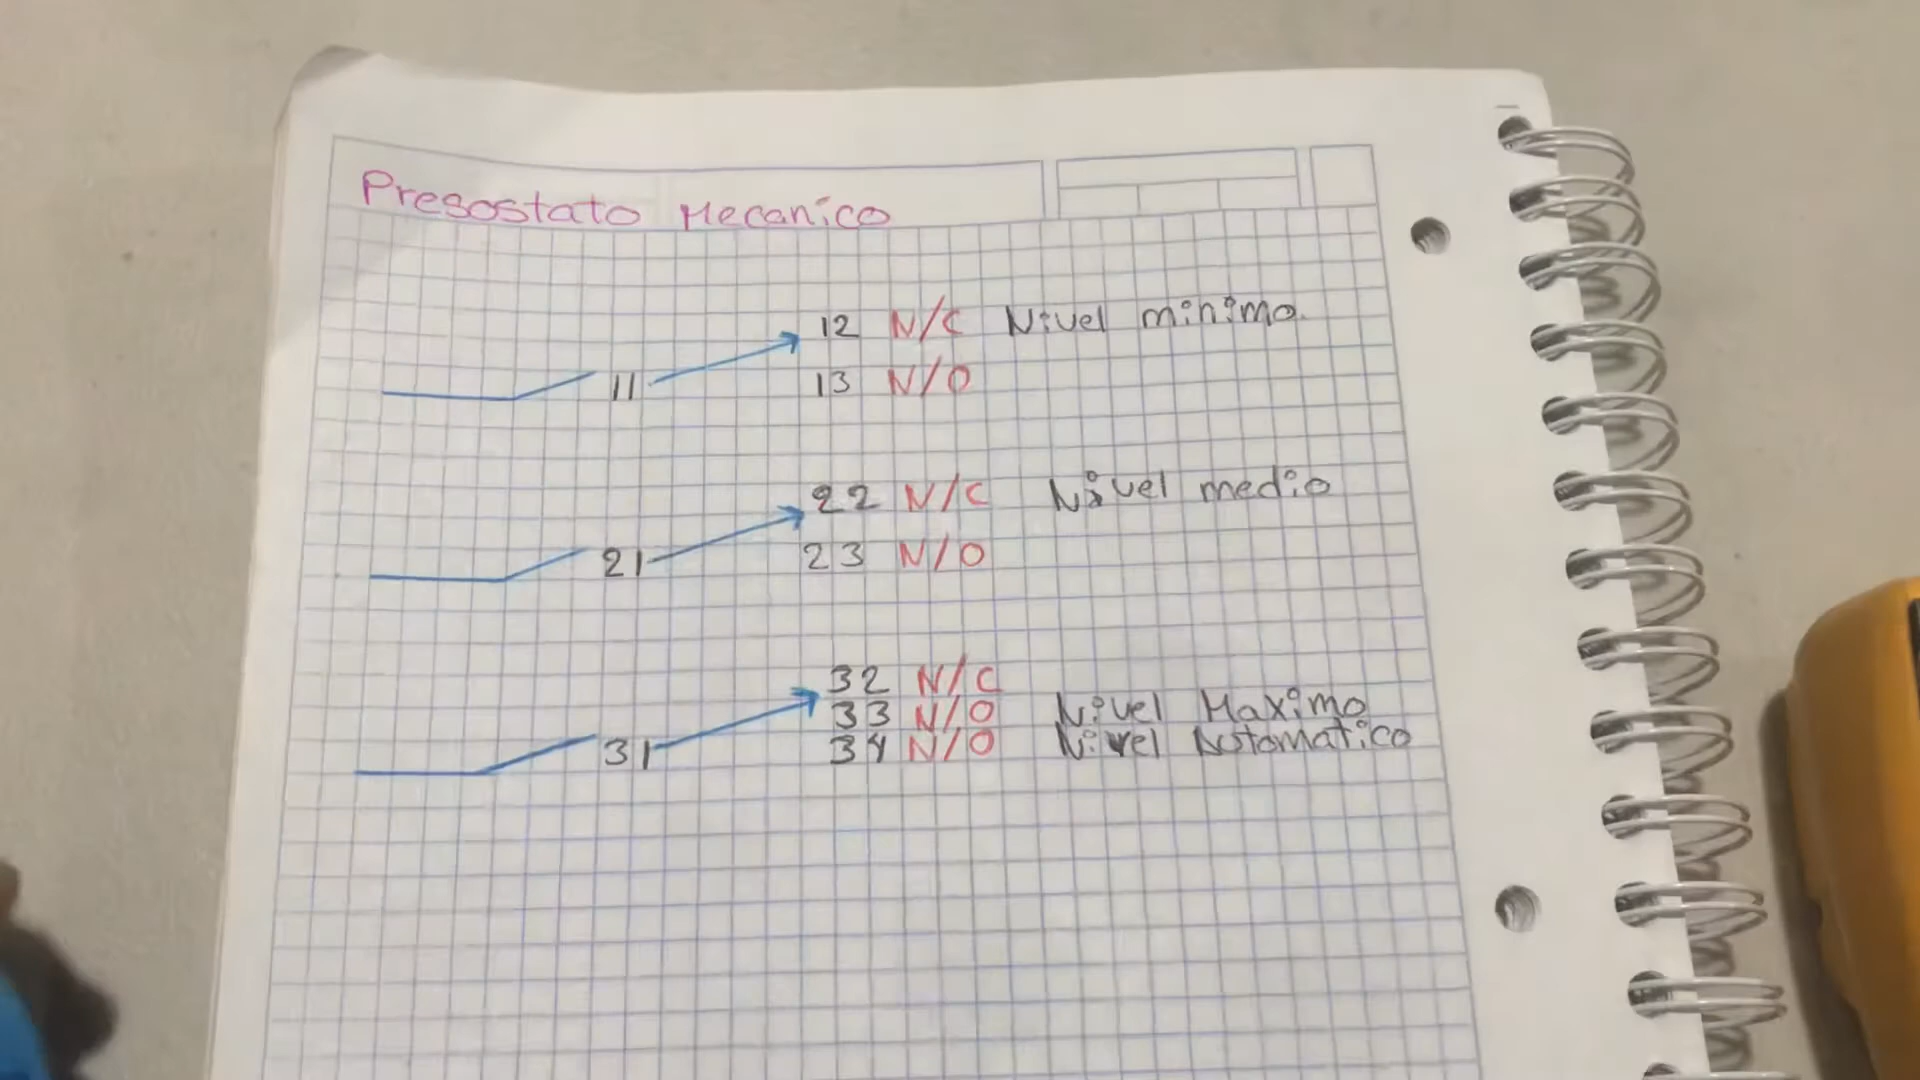 Presostato Mecanico
12 N/C Nivel minimo.
11
13 N/O
22 N/C Nivel medio
21
23 N/O
32 N/C
33 N/O Nivel Maximo
34 N/O Nivel Automatico
31